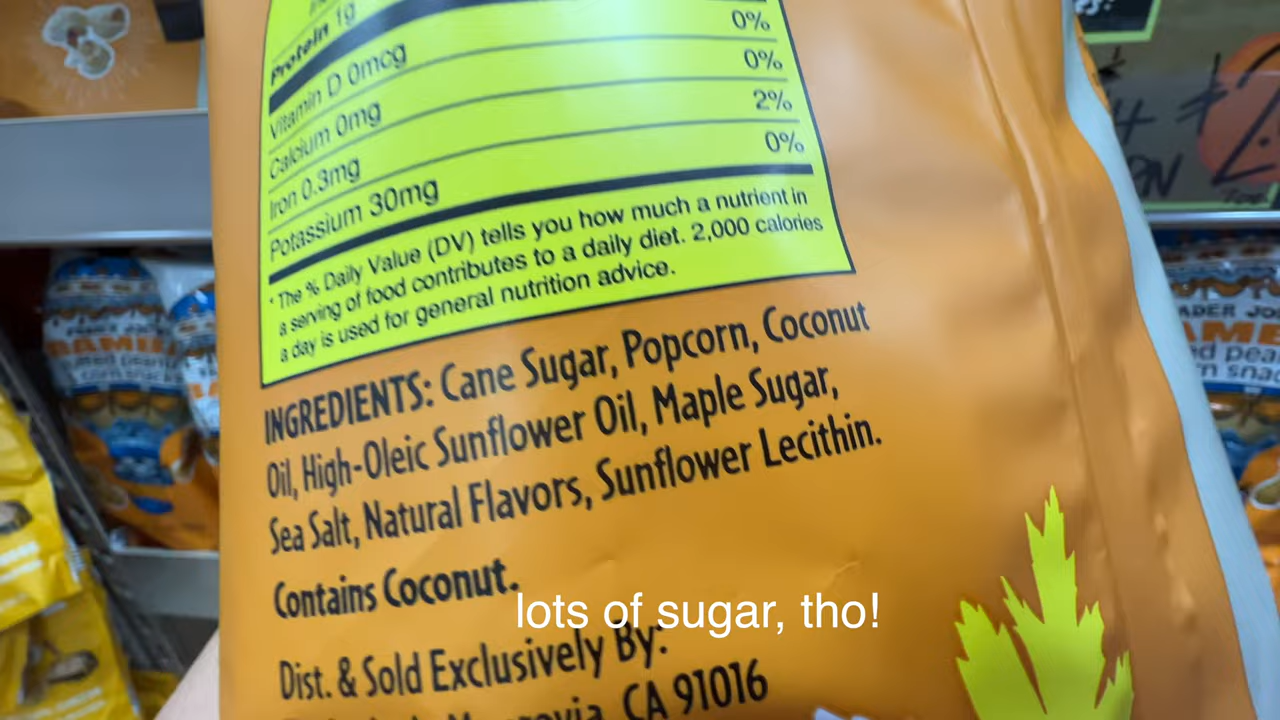 Protein 1g
Vitamin D 0mcg 0%
Calcium 0mg 0%
Iron 0.3mg 2%
Potassium 30mg 0%
* The % Daily Value (DV) tells you how much a nutrient in
a serving of food contributes to a daily diet. 2,000 calories
a day is used for general nutrition advice.
INGREDIENTS: Cane Sugar, Popcorn, Coconut
Oil, High-Oleic Sunflower Oil, Maple Sugar,
Sea Salt, Natural Flavors, Sunflower Lecithin.
Contains Coconut.
lots of sugar, tho!
Dist. & Sold Exclusively By:
CA 91016